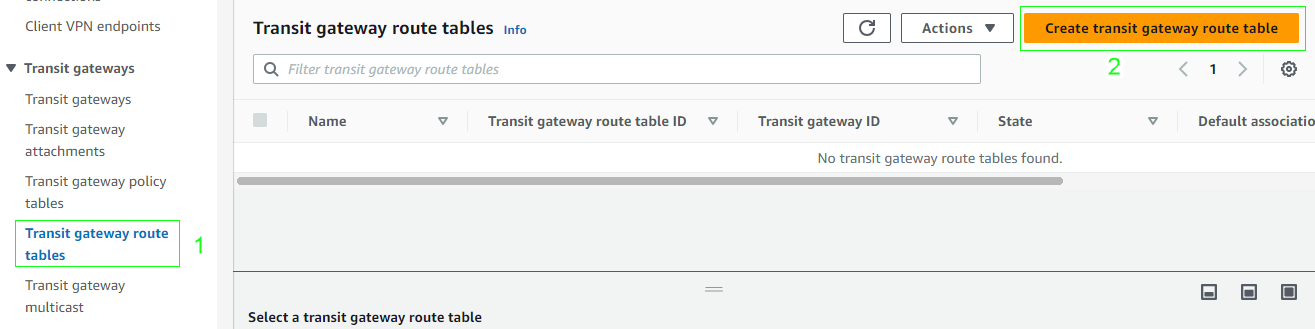 connections
Client VPN endpoints
Transit gateways
Transit gateways
Transit gateway
attachments
Transit gateway policy
tables
Transit gateway route
tables
1
Transit gateway
multicast
Transit gateway route tables Info
Actions
Create transit gateway route table
2
Filter transit gateway route tables
1
Name
Transit gateway route table ID
Transit gateway ID
State
Default associatio
No transit gateway route tables found.
Select a transit gateway route table